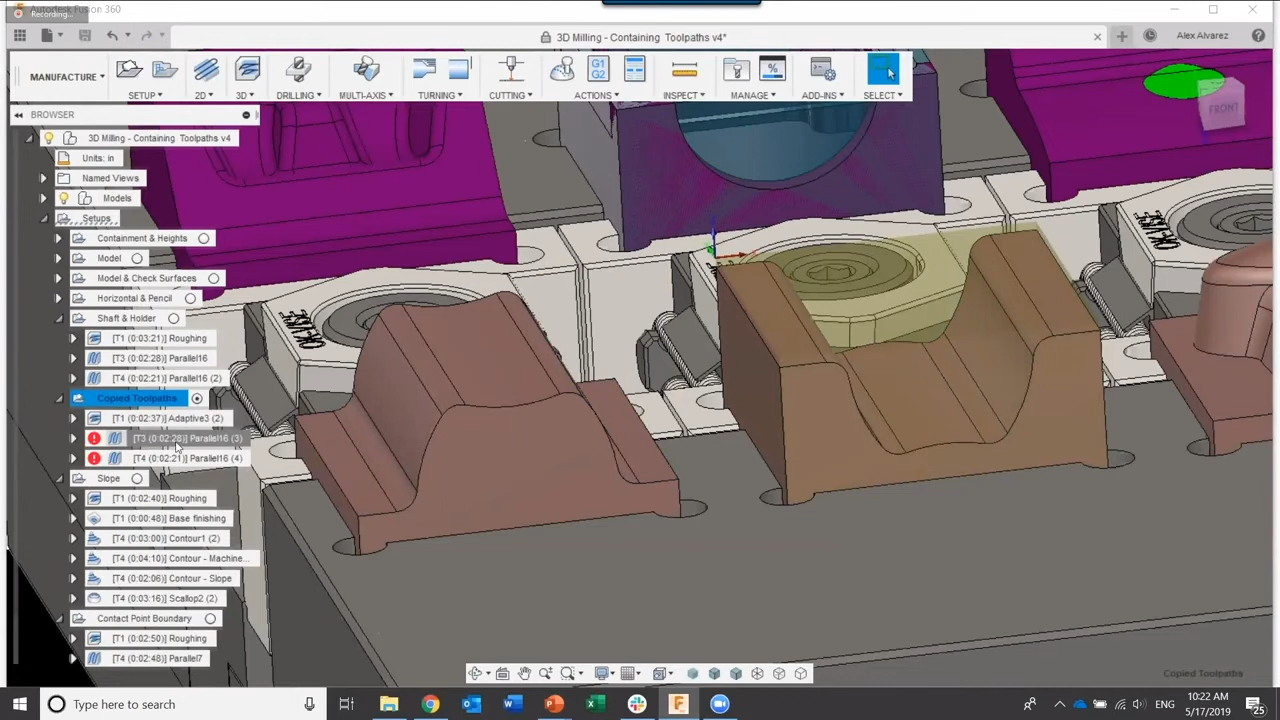 Autodesk Fusion 360
Recording...
3D Milling - Containing Toolpaths v4*
Alex Alvarez
MANUFACTURE
G1
G2
%
SETUP
2D
3D
DRILLING
MULTI-AXIS
TURNING
CUTTING
ACTIONS
INSPECT
MANAGE
ADD-INS
SELECT
FRONT
BROWSER
3D Milling - Containing Toolpaths v4
Units: in
Named Views
Models
Setups
Containment & Heights
Model
Model & Check Surfaces
Horizontal & Pencil
Shaft & Holder
[T1 (0:03:21)] Roughing
[T3 (0:02:28)] Parallel16
[T4 (0:02:21)] Parallel16 (2)
Copied Toolpaths
[T1 (0:02:37)] Adaptive3 (2)
[T3 (0:02:28)] Parallel16 (3)
[T4 (0:02:21)] Parallel16 (4)
Slope
[T1 (0:02:40)] Roughing
[T1 (0:00:48)] Base finishing
[T4 (0:03:00)] Contour1 (2)
[T4 (0:04:10)] Contour - Machine...
[T4 (0:02:06)] Contour - Slope
[T4 (0:03:16)] Scallop2 (2)
Contact Point Boundary
[T1 (0:02:50)] Roughing
[T4 (0:02:48)] Parallel7
Copied Toolpaths
Type here to search
ENG
10:22 AM
5/17/2019
25